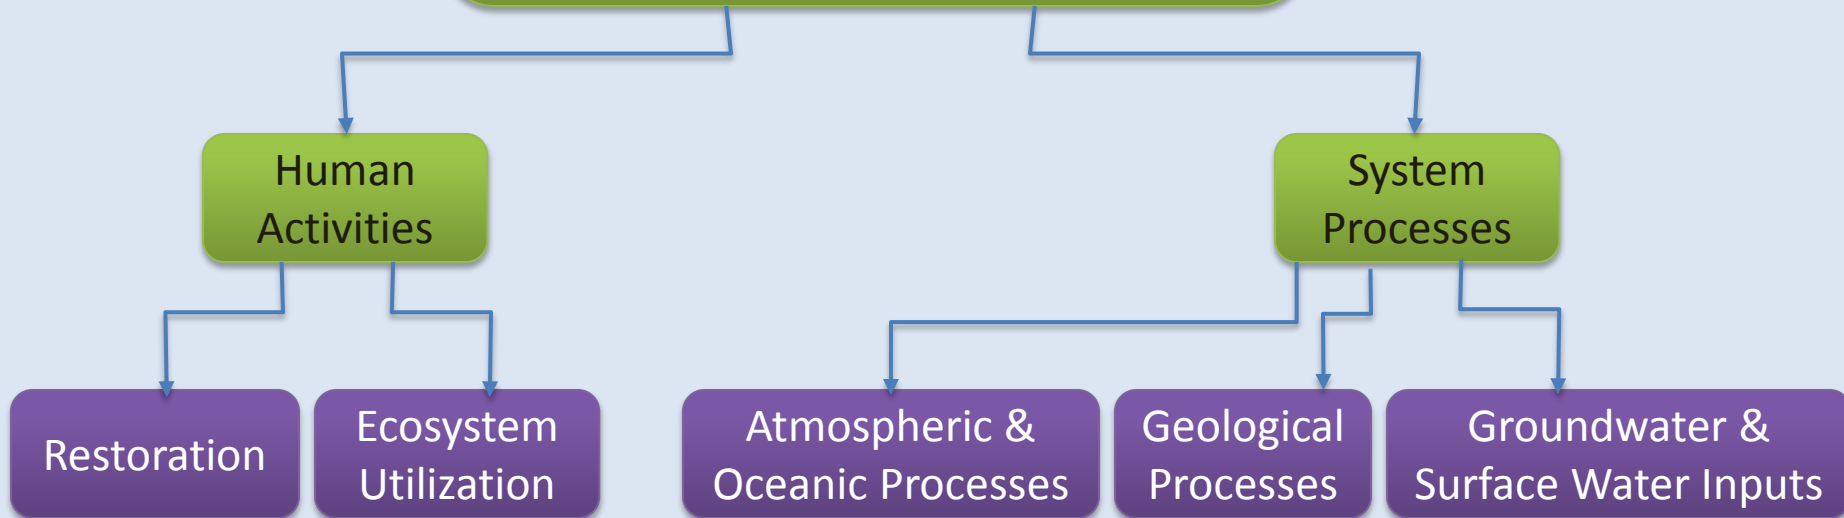 Human
Activities
System
Processes
Restoration
Ecosystem
Utilization
Atmospheric &
Oceanic Processes
Geological
Processes
Groundwater &
Surface Water Inputs